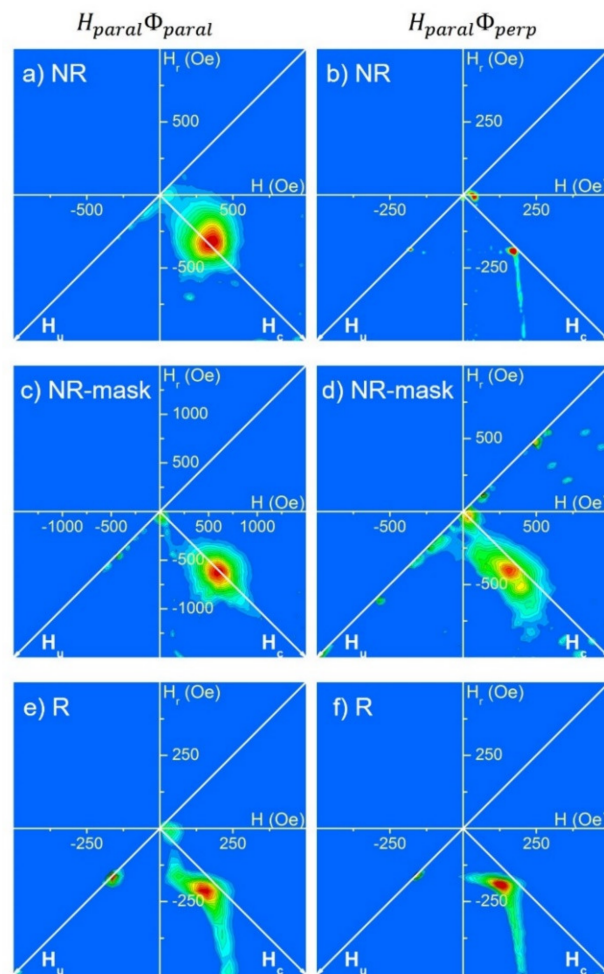 H_paral Φ_paral H_paral Φ_perp
a) NR
H_r (Oe)
500
H (Oe)
-500 500
-500
H_u H_c
b) NR
H_r (Oe)
250
H (Oe)
-250 250
-250
H_u H_c
c) NR-mask
H_r (Oe)
1000
500
H (Oe)
-1000 -500 500 1000
-500
-1000
H_u H_c
d) NR-mask
H_r (Oe)
500
H (Oe)
-500 500
-500
H_u H_c
e) R
H_r (Oe)
250
H (Oe)
-250 250
-250
H_u H_c
f) R
H_r (Oe)
250
H (Oe)
-250 250
-250
H_u H_c